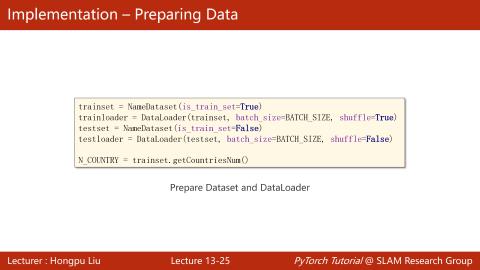 Implementation – Preparing Data
trainset = NameDataset(is_train_set=True)
trainloader = DataLoader(trainset, batch_size=BATCH_SIZE, shuffle=True)
testset = NameDataset(is_train_set=False)
testloader = DataLoader(testset, batch_size=BATCH_SIZE, shuffle=False)
N_COUNTRY = trainset.getCountriesNum()
Prepare Dataset and DataLoader
Lecturer : Hongpu Liu Lecture 13-25 PyTorch Tutorial @ SLAM Research Group